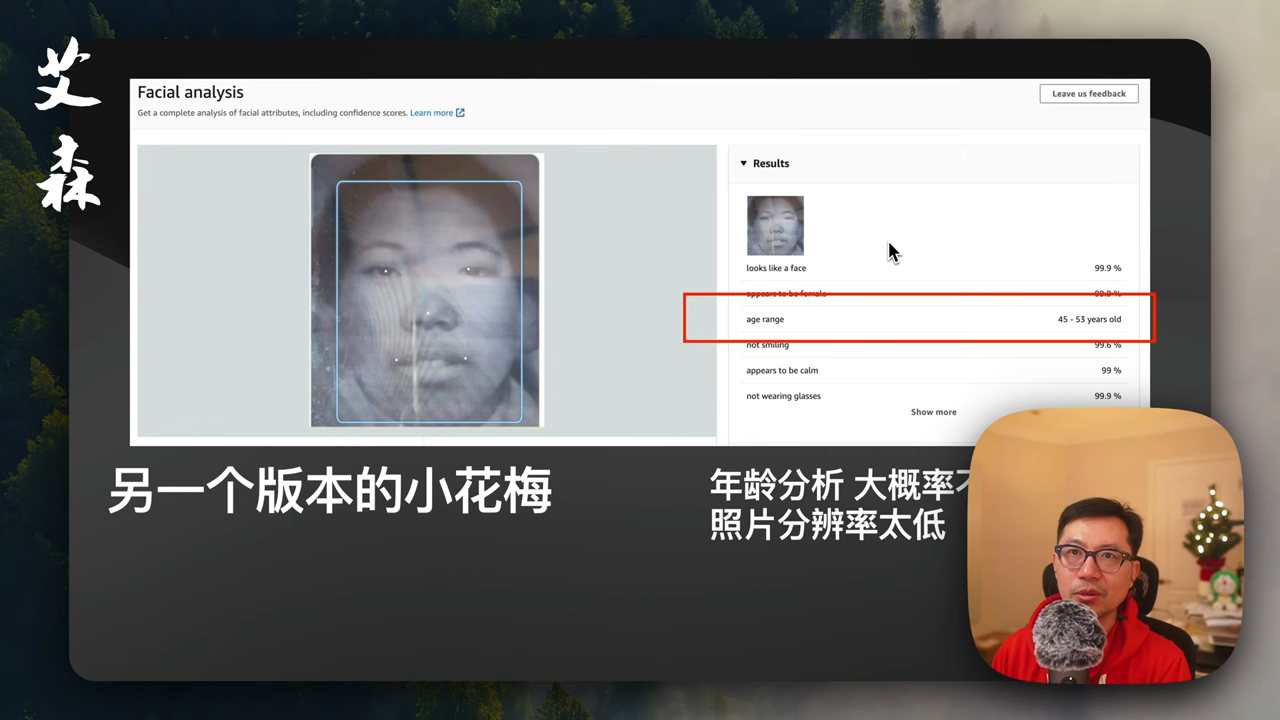 艾森
Facial analysis
Leave us feedback
Get a complete analysis of facial attributes, including confidence scores. Learn more
Results
looks like a face 99.9 %
appears to be female 99.9 %
age range 45 - 53 years old
not smiling 99.6 %
appears to be calm 99 %
not wearing glasses 99.9 %
Show more
另一个版本的小花梅
年龄分析 大概率不
照片分辨率太低